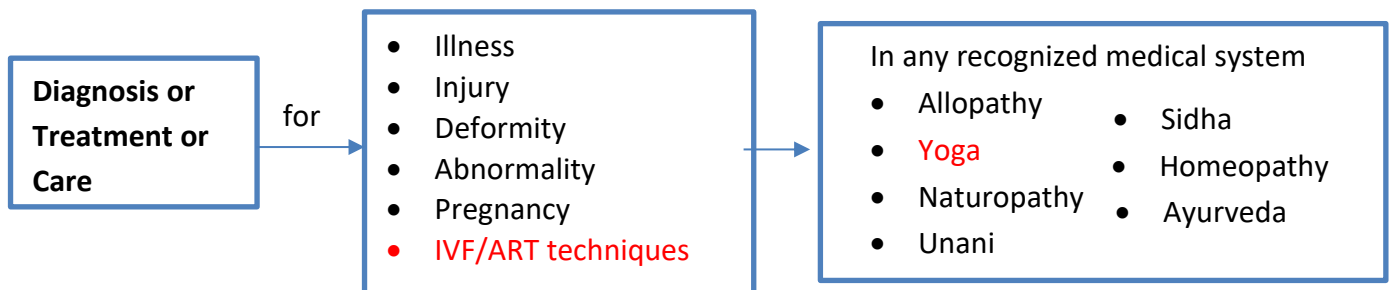 Diagnosis or
Treatment or
Care
for
• Illness
• Injury
• Deformity
• Abnormality
• Pregnancy
• IVF/ART techniques
In any recognized medical system
• Allopathy
• Yoga
• Naturopathy
• Unani
• Sidha
• Homeopathy
• Ayurveda